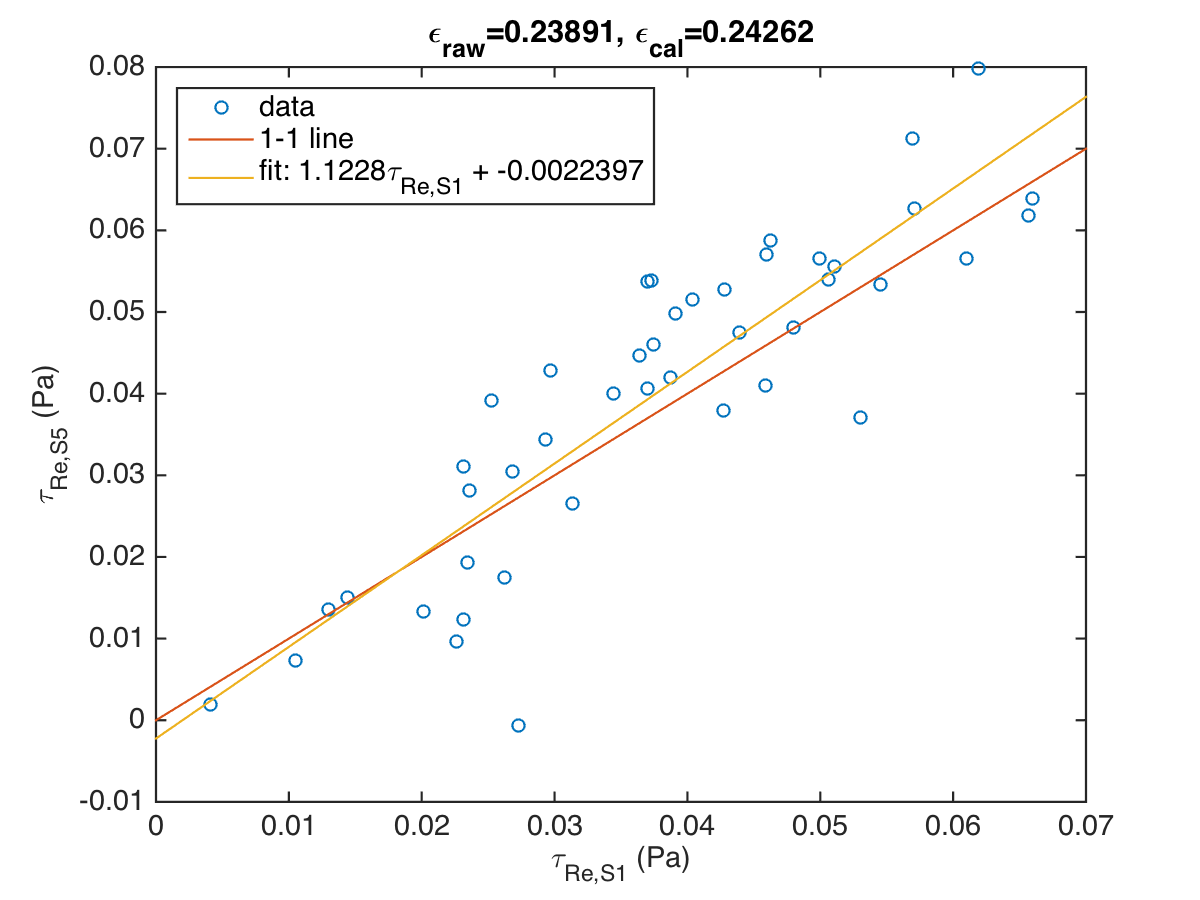 ϵraw=0.23891, ϵcal=0.24262
0.08
0.07
0.06
0.05
0.04
0.03
0.02
0.01
0
-0.01
τRe,S5 (Pa)
data
1-1 line
fit: 1.1228τRe,S1 + -0.0022397
0 0.01 0.02 0.03 0.04 0.05 0.06 0.07
τRe,S1 (Pa)